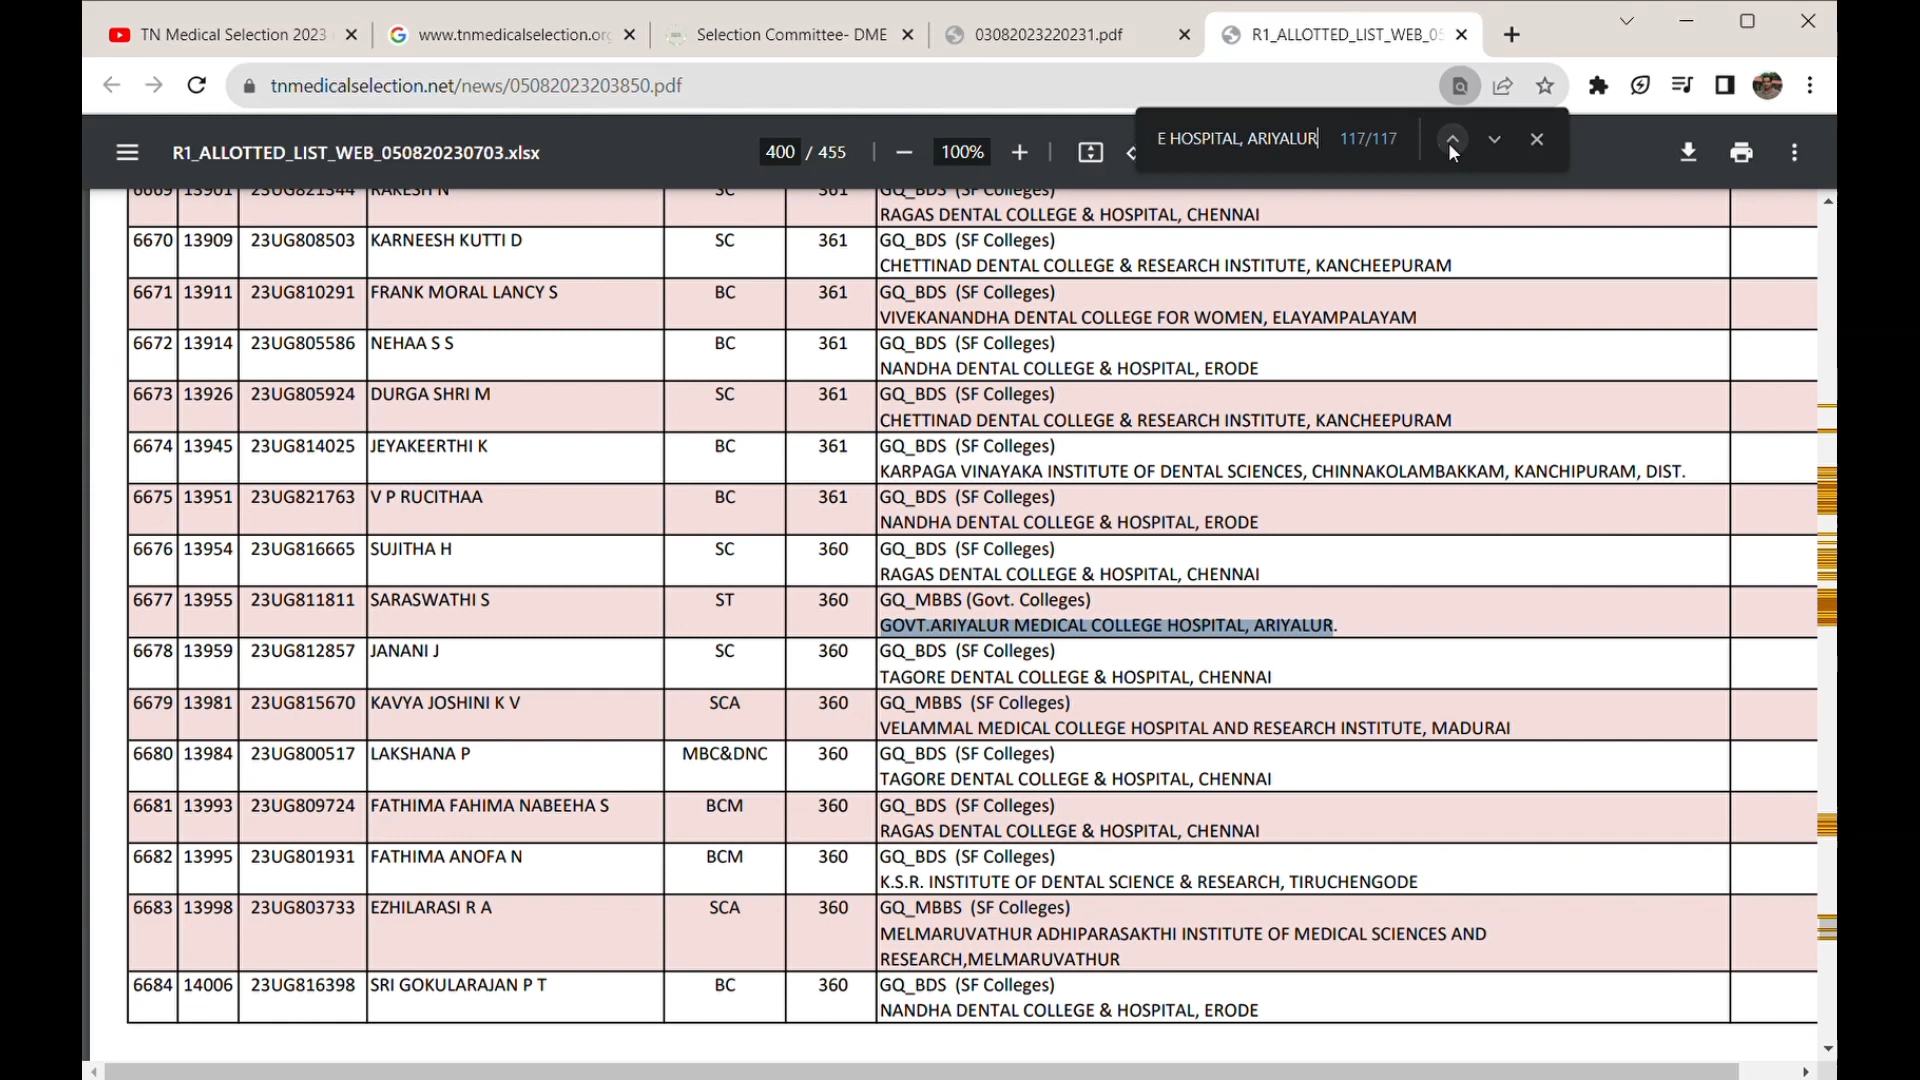 TN Medical Selection 2023
www.tnmedicalselection.org
Selection Committee- DME
03082023220231.pdf
R1_ALLOTTED_LIST_WEB_05
tnmedicalselection.net/news/05082023203850.pdf
E HOSPITAL, ARIYALUR 117/117
R1_ALLOTTED_LIST_WEB_050820230703.xlsx 400 / 455 100%
6669 13901 23UG821344 RAKESH N SC 361 GQ_BDS (SF Colleges)
RAGAS DENTAL COLLEGE & HOSPITAL, CHENNAI
6670 13909 23UG808503 KARNEESH KUTTI D SC 361 GQ_BDS (SF Colleges)
CHETTINAD DENTAL COLLEGE & RESEARCH INSTITUTE, KANCHEEPURAM
6671 13911 23UG810291 FRANK MORAL LANCY S BC 361 GQ_BDS (SF Colleges)
VIVEKANANDHA DENTAL COLLEGE FOR WOMEN, ELAYAMPALAYAM
6672 13914 23UG805586 NEHAA S S BC 361 GQ_BDS (SF Colleges)
NANDHA DENTAL COLLEGE & HOSPITAL, ERODE
6673 13926 23UG805924 DURGA SHRI M SC 361 GQ_BDS (SF Colleges)
CHETTINAD DENTAL COLLEGE & RESEARCH INSTITUTE, KANCHEEPURAM
6674 13945 23UG814025 JEYAKEERTHI K BC 361 GQ_BDS (SF Colleges)
KARPAGA VINAYAKA INSTITUTE OF DENTAL SCIENCES, CHINNAKOLAMBAKKAM, KANCHIPURAM, DIST.
6675 13951 23UG821763 V P RUCITHAA BC 361 GQ_BDS (SF Colleges)
NANDHA DENTAL COLLEGE & HOSPITAL, ERODE
6676 13954 23UG816665 SUJITHA H SC 360 GQ_BDS (SF Colleges)
RAGAS DENTAL COLLEGE & HOSPITAL, CHENNAI
6677 13955 23UG811811 SARASWATHI S ST 360 GQ_MBBS (Govt. Colleges)
GOVT.ARIYALUR MEDICAL COLLEGE HOSPITAL, ARIYALUR.
6678 13959 23UG812857 JANANI J SC 360 GQ_BDS (SF Colleges)
TAGORE DENTAL COLLEGE & HOSPITAL, CHENNAI
6679 13981 23UG815670 KAVYA JOSHINI K V SCA 360 GQ_MBBS (SF Colleges)
VELAMMAL MEDICAL COLLEGE HOSPITAL AND RESEARCH INSTITUTE, MADURAI
6680 13984 23UG800517 LAKSHANA P MBC&DNC 360 GQ_BDS (SF Colleges)
TAGORE DENTAL COLLEGE & HOSPITAL, CHENNAI
6681 13993 23UG809724 FATHIMA FAHIMA NABEEHA S BCM 360 GQ_BDS (SF Colleges)
RAGAS DENTAL COLLEGE & HOSPITAL, CHENNAI
6682 13995 23UG801931 FATHIMA ANOFA N BCM 360 GQ_BDS (SF Colleges)
K.S.R. INSTITUTE OF DENTAL SCIENCE & RESEARCH, TIRUCHENGODE
6683 13998 23UG803733 EZHILARASI R A SCA 360 GQ_MBBS (SF Colleges)
MELMARUVATHUR ADHIPARASAKTHI INSTITUTE OF MEDICAL SCIENCES AND
RESEARCH,MELMARUVATHUR
6684 14006 23UG816398 SRI GOKULARAJAN P T BC 360 GQ_BDS (SF Colleges)
NANDHA DENTAL COLLEGE & HOSPITAL, ERODE